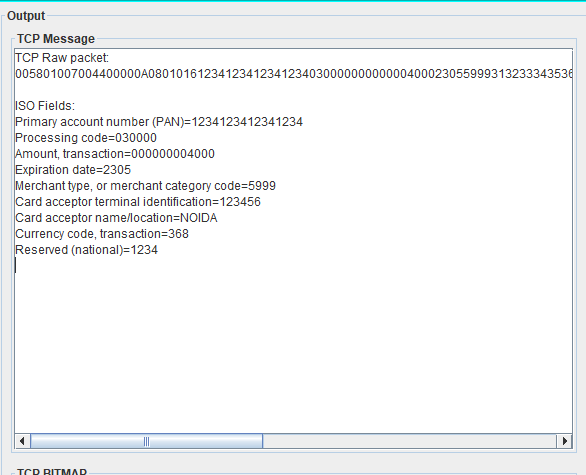 Output
TCP Message
TCP Raw packet:
005801007004400000A0801016123412341234123403000000000000400023055999313233343536
ISO Fields:
Primary account number (PAN)=1234123412341234
Processing code=030000
Amount, transaction=000000004000
Expiration date=2305
Merchant type, or merchant category code=5999
Card acceptor terminal identification=123456
Card acceptor name/location=NOIDA
Currency code, transaction=368
Reserved (national)=1234
TCP BITMAP